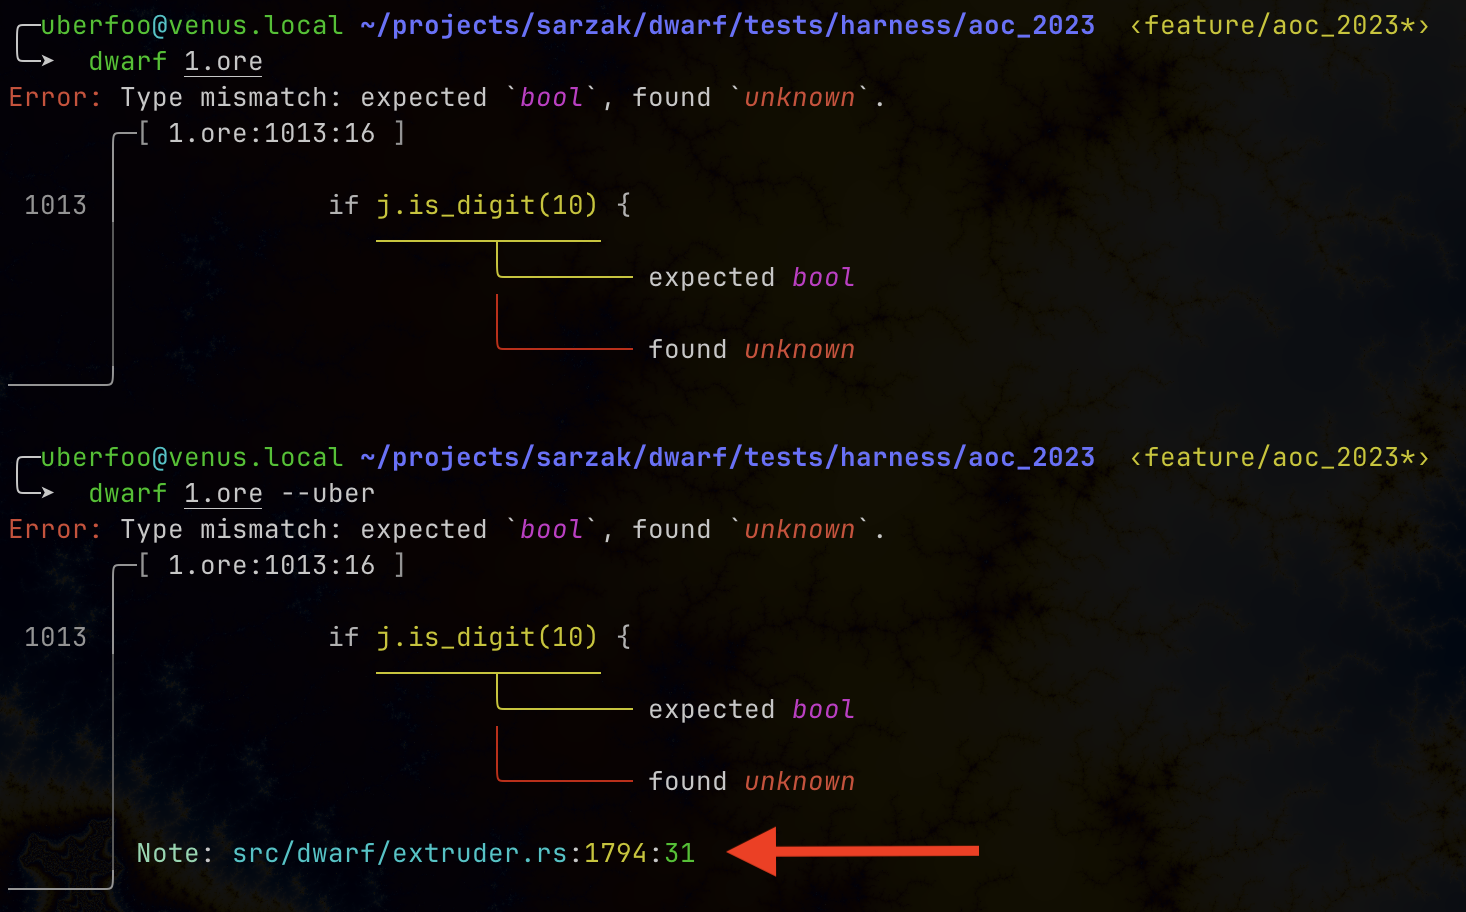 uberfoo@venus.local ~/projects/sarzak/dwarf/tests/harness/aoc_2023 ‹feature/aoc_2023*›
dwarf 1.ore
Error: Type mismatch: expected `bool`, found `unknown`.
[ 1.ore:1013:16 ]
1013 if j.is_digit(10) {
expected bool
found unknown
uberfoo@venus.local ~/projects/sarzak/dwarf/tests/harness/aoc_2023 ‹feature/aoc_2023*›
dwarf 1.ore --uber
Error: Type mismatch: expected `bool`, found `unknown`.
[ 1.ore:1013:16 ]
1013 if j.is_digit(10) {
expected bool
found unknown
Note: src/dwarf/extruder.rs:1794:31